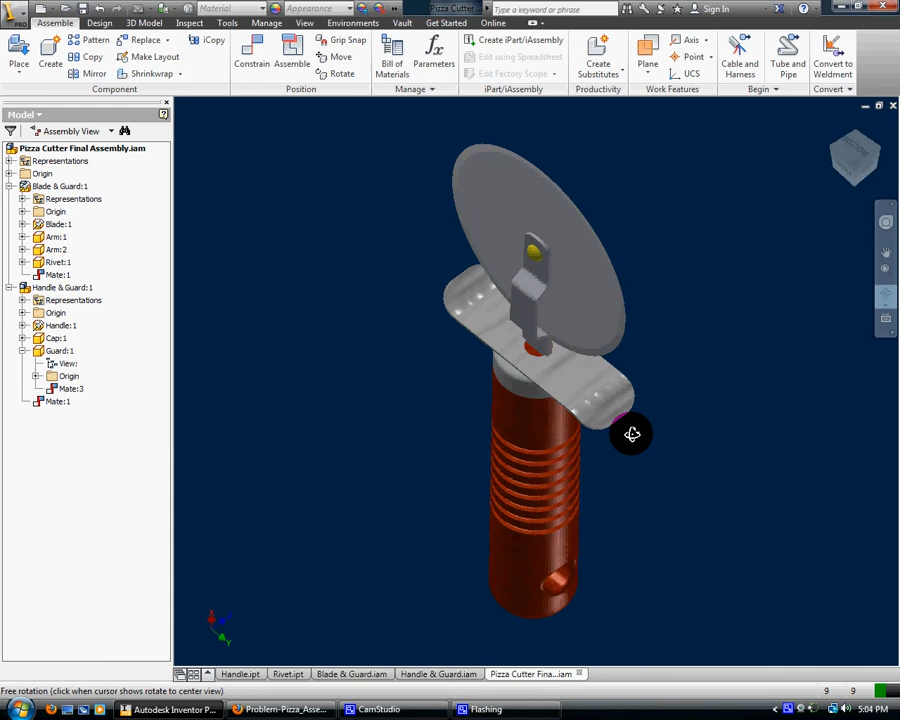 Material
Appearance
Pizza Cutter
Type a keyword or phrase
Sign In
PRO
Assemble
Design
3D Model
Inspect
Tools
Manage
View
Environments
Vault
Get Started
Online
Place
Create
Pattern
Copy
Mirror
Replace
Make Layout
Shrinkwrap
iCopy
Component
Constrain
Assemble
Grip Snap
Move
Rotate
Position
Bill of
Materials
Parameters
Manage
Create iPart/iAssembly
Edit using Spreadsheet
Edit Factory Scope
iPart/iAssembly
Create
Substitutes
Productivity
Plane
Axis
Point
UCS
Work Features
Cable and
Harness
Tube and
Pipe
Begin
Convert to
Weldment
Convert
Model
Assembly View
Pizza Cutter Final Assembly.iam
Representations
Origin
Blade & Guard:1
Representations
Origin
Blade:1
Arm:1
Arm:2
Rivet:1
Mate:1
Handle & Guard:1
Representations
Origin
Handle:1
Cap:1
Guard:1
View:
Origin
Mate:3
Mate:1
BOTTOM
X
Y
Handle.ipt
Rivet.ipt
Blade & Guard.iam
Handle & Guard.iam
Pizza Cutter Fina...iam
Free rotation (click when cursor shows rotate to center view)
9
9
Autodesk Inventor P...
Problem-Pizza_Asse...
CamStudio
Flashing
5:04 PM